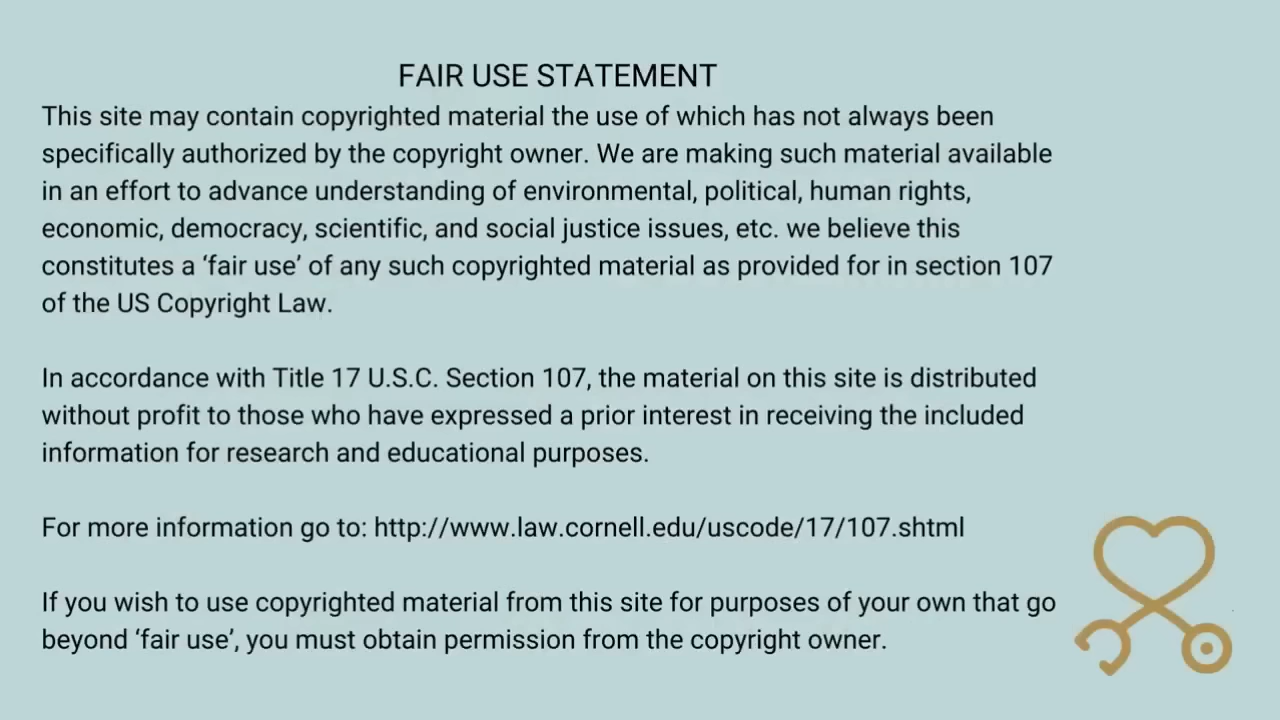 FAIR USE STATEMENT
This site may contain copyrighted material the use of which has not always been
specifically authorized by the copyright owner. We are making such material available
in an effort to advance understanding of environmental, political, human rights,
economic, democracy, scientific, and social justice issues, etc. we believe this
constitutes a ‘fair use’ of any such copyrighted material as provided for in section 107
of the US Copyright Law.
In accordance with Title 17 U.S.C. Section 107, the material on this site is distributed
without profit to those who have expressed a prior interest in receiving the included
information for research and educational purposes.
For more information go to: http://www.law.cornell.edu/uscode/17/107.shtml
If you wish to use copyrighted material from this site for purposes of your own that go
beyond ‘fair use’, you must obtain permission from the copyright owner.